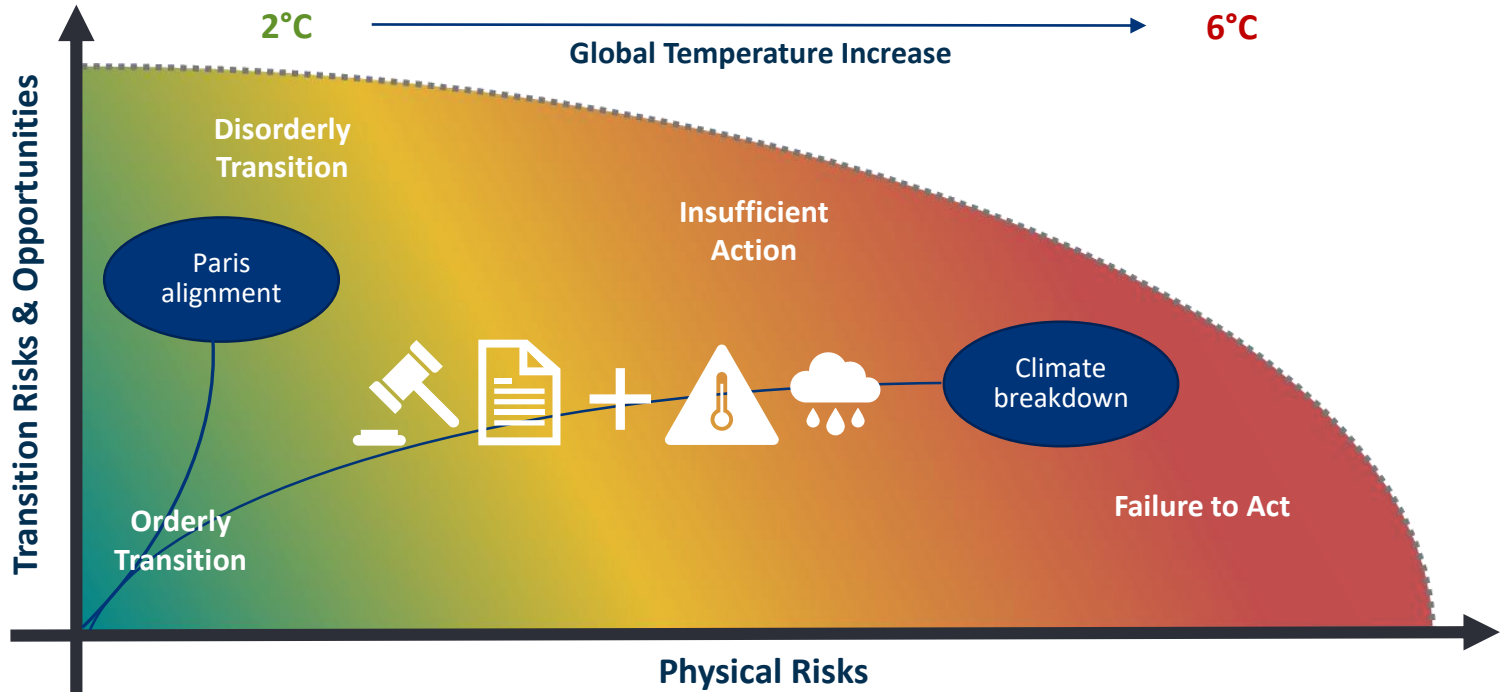 2°C
6°C
Global Temperature Increase
Transition Risks & Opportunities
Disorderly
Transition
Insufficient
Action
Paris
alignment
Climate
breakdown
Failure to Act
Orderly
Transition
Physical Risks